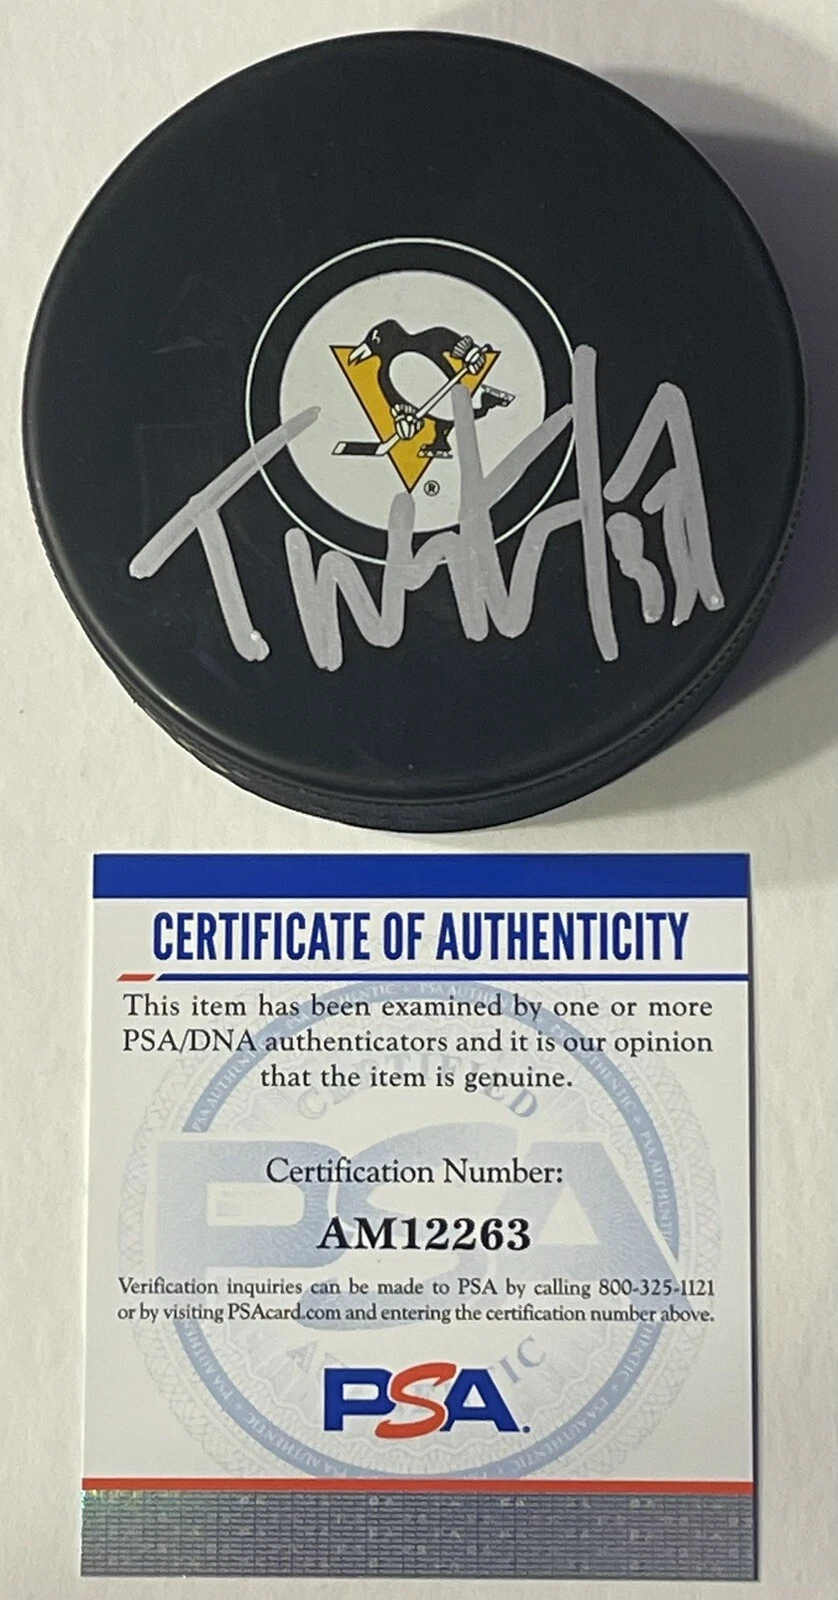 ®
CERTIFICATE OF AUTHENTICITY
This item has been examined by one or more
PSA/DNA authenticators and it is our opinion
that the item is genuine.
CERTIFIED
Certification Number:
AM12263
Verification inquiries can be made to PSA by calling 800-325-1121
or by visiting PSAcard.com and entering the certification number above.
PSA.